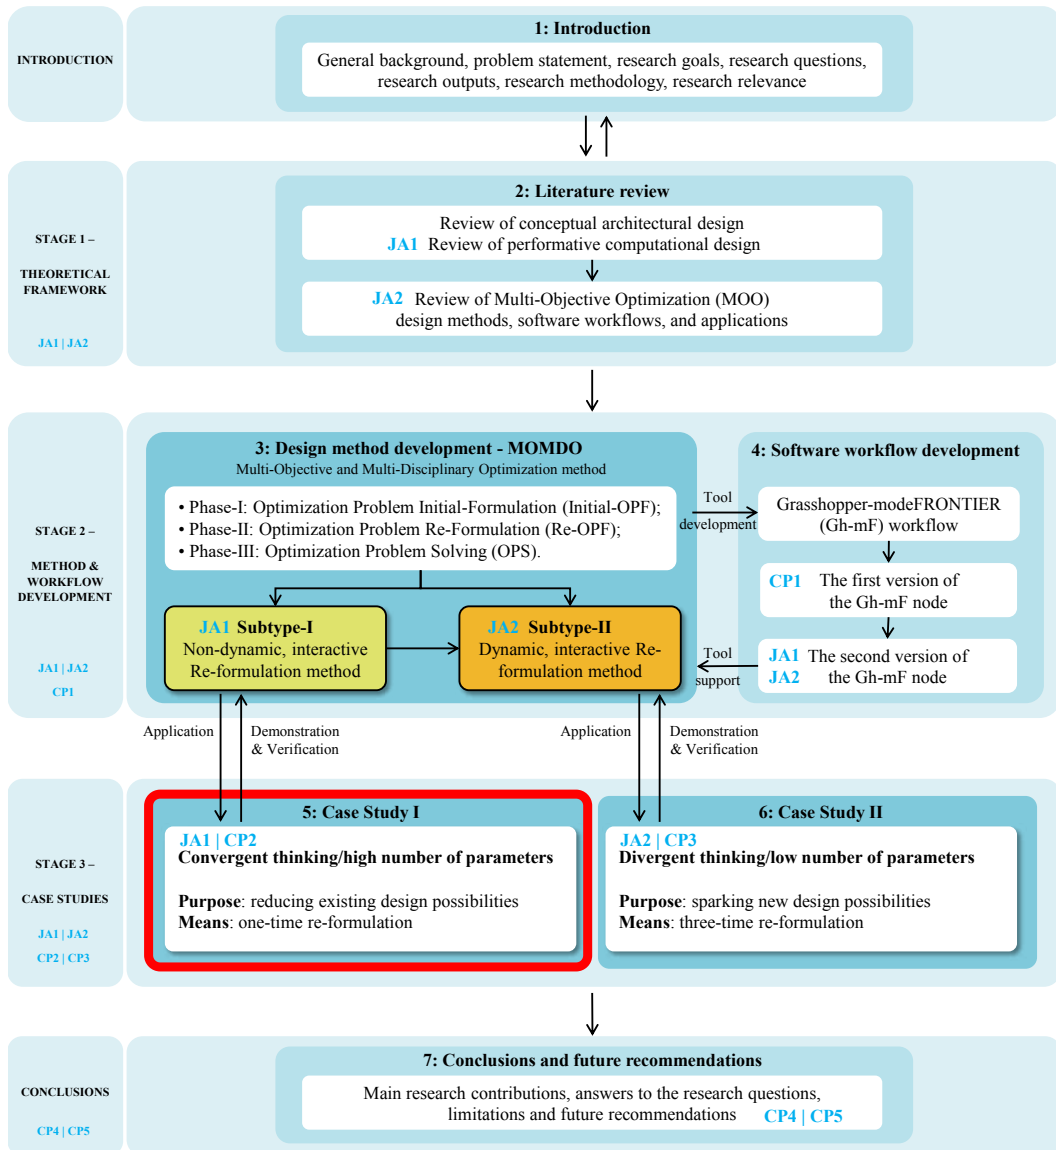 INTRODUCTION
1: Introduction
General background, problem statement, research goals, research questions,
research outputs, research methodology, research relevance
STAGE 1 –
THEORETICAL
FRAMEWORK
JA1 | JA2
2: Literature review
Review of conceptual architectural design
JA1 Review of performative computational design
JA2 Review of Multi-Objective Optimization (MOO)
design methods, software workflows, and applications
STAGE 2 –
METHOD &
WORKFLOW
DEVELOPMENT
JA1 | JA2
CP1
3: Design method development - MOMDO
Multi-Objective and Multi-Disciplinary Optimization method
• Phase-I: Optimization Problem Initial-Formulation (Initial-OPF);
• Phase-II: Optimization Problem Re-Formulation (Re-OPF);
• Phase-III: Optimization Problem Solving (OPS).
JA1 Subtype-I
Non-dynamic, interactive
Re-formulation method
JA2 Subtype-II
Dynamic, interactive Re-
formulation method
Tool
development
Tool
support
4: Software workflow development
Grasshopper-modeFRONTIER
(Gh-mF) workflow
CP1 The first version of
the Gh-mF node
JA1 The second version of
JA2 the Gh-mF node
Application
Demonstration
& Verification
Application
Demonstration
& Verification
STAGE 3 –
CASE STUDIES
JA1 | JA2
CP2 | CP3
5: Case Study I
JA1 | CP2
Convergent thinking/high number of parameters
Purpose: reducing existing design possibilities
Means: one-time re-formulation
6: Case Study II
JA2 | CP3
Divergent thinking/low number of parameters
Purpose: sparking new design possibilities
Means: three-time re-formulation
CONCLUSIONS
CP4 | CP5
7: Conclusions and future recommendations
Main research contributions, answers to the research questions,
limitations and future recommendations CP4 | CP5